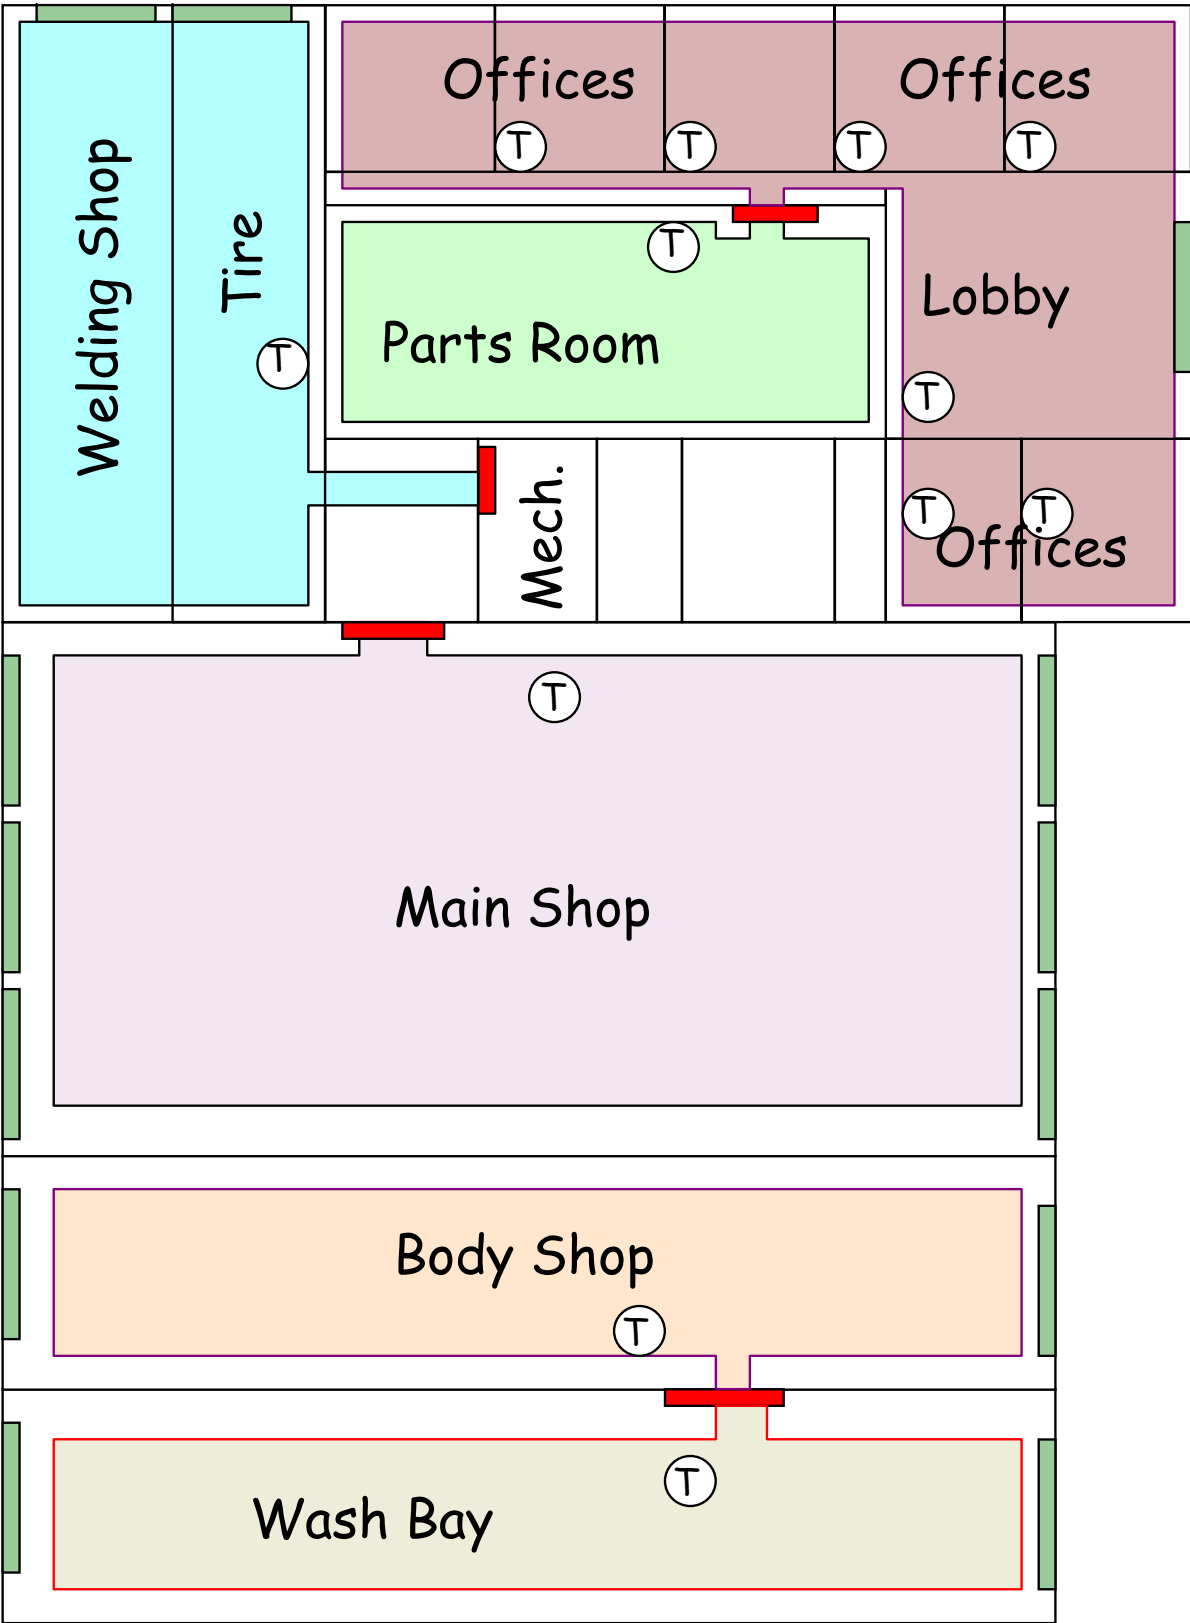 Offices
Offices
T
T
T
T
Welding Shop
Tire
T
T
Parts Room
Lobby
T
Mech.
T
T
Offices
T
Main Shop
Body Shop
T
T
Wash Bay